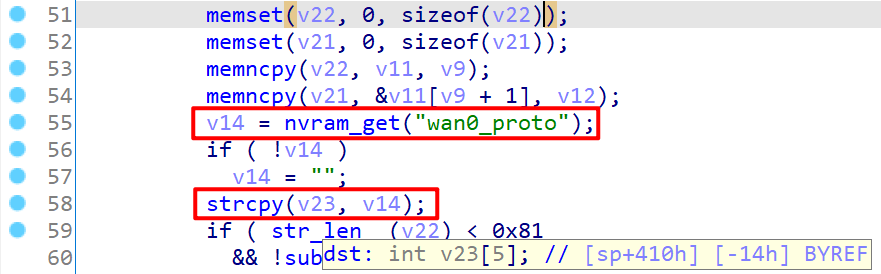 51 memset(v22, 0, sizeof(v22));
52 memset(v21, 0, sizeof(v21));
53 memncpy(v22, v11, v9);
54 memncpy(v21, &v11[v9 + 1], v12);
55 v14 = nvram_get("wan0_proto");
56 if ( !v14 )
57 v14 = "";
58 strcpy(v23, v14);
59 if ( str_len (v22) < 0x81
60 && !sub
dst: int v23[5]; // [sp+410h] [-14h] BYREF